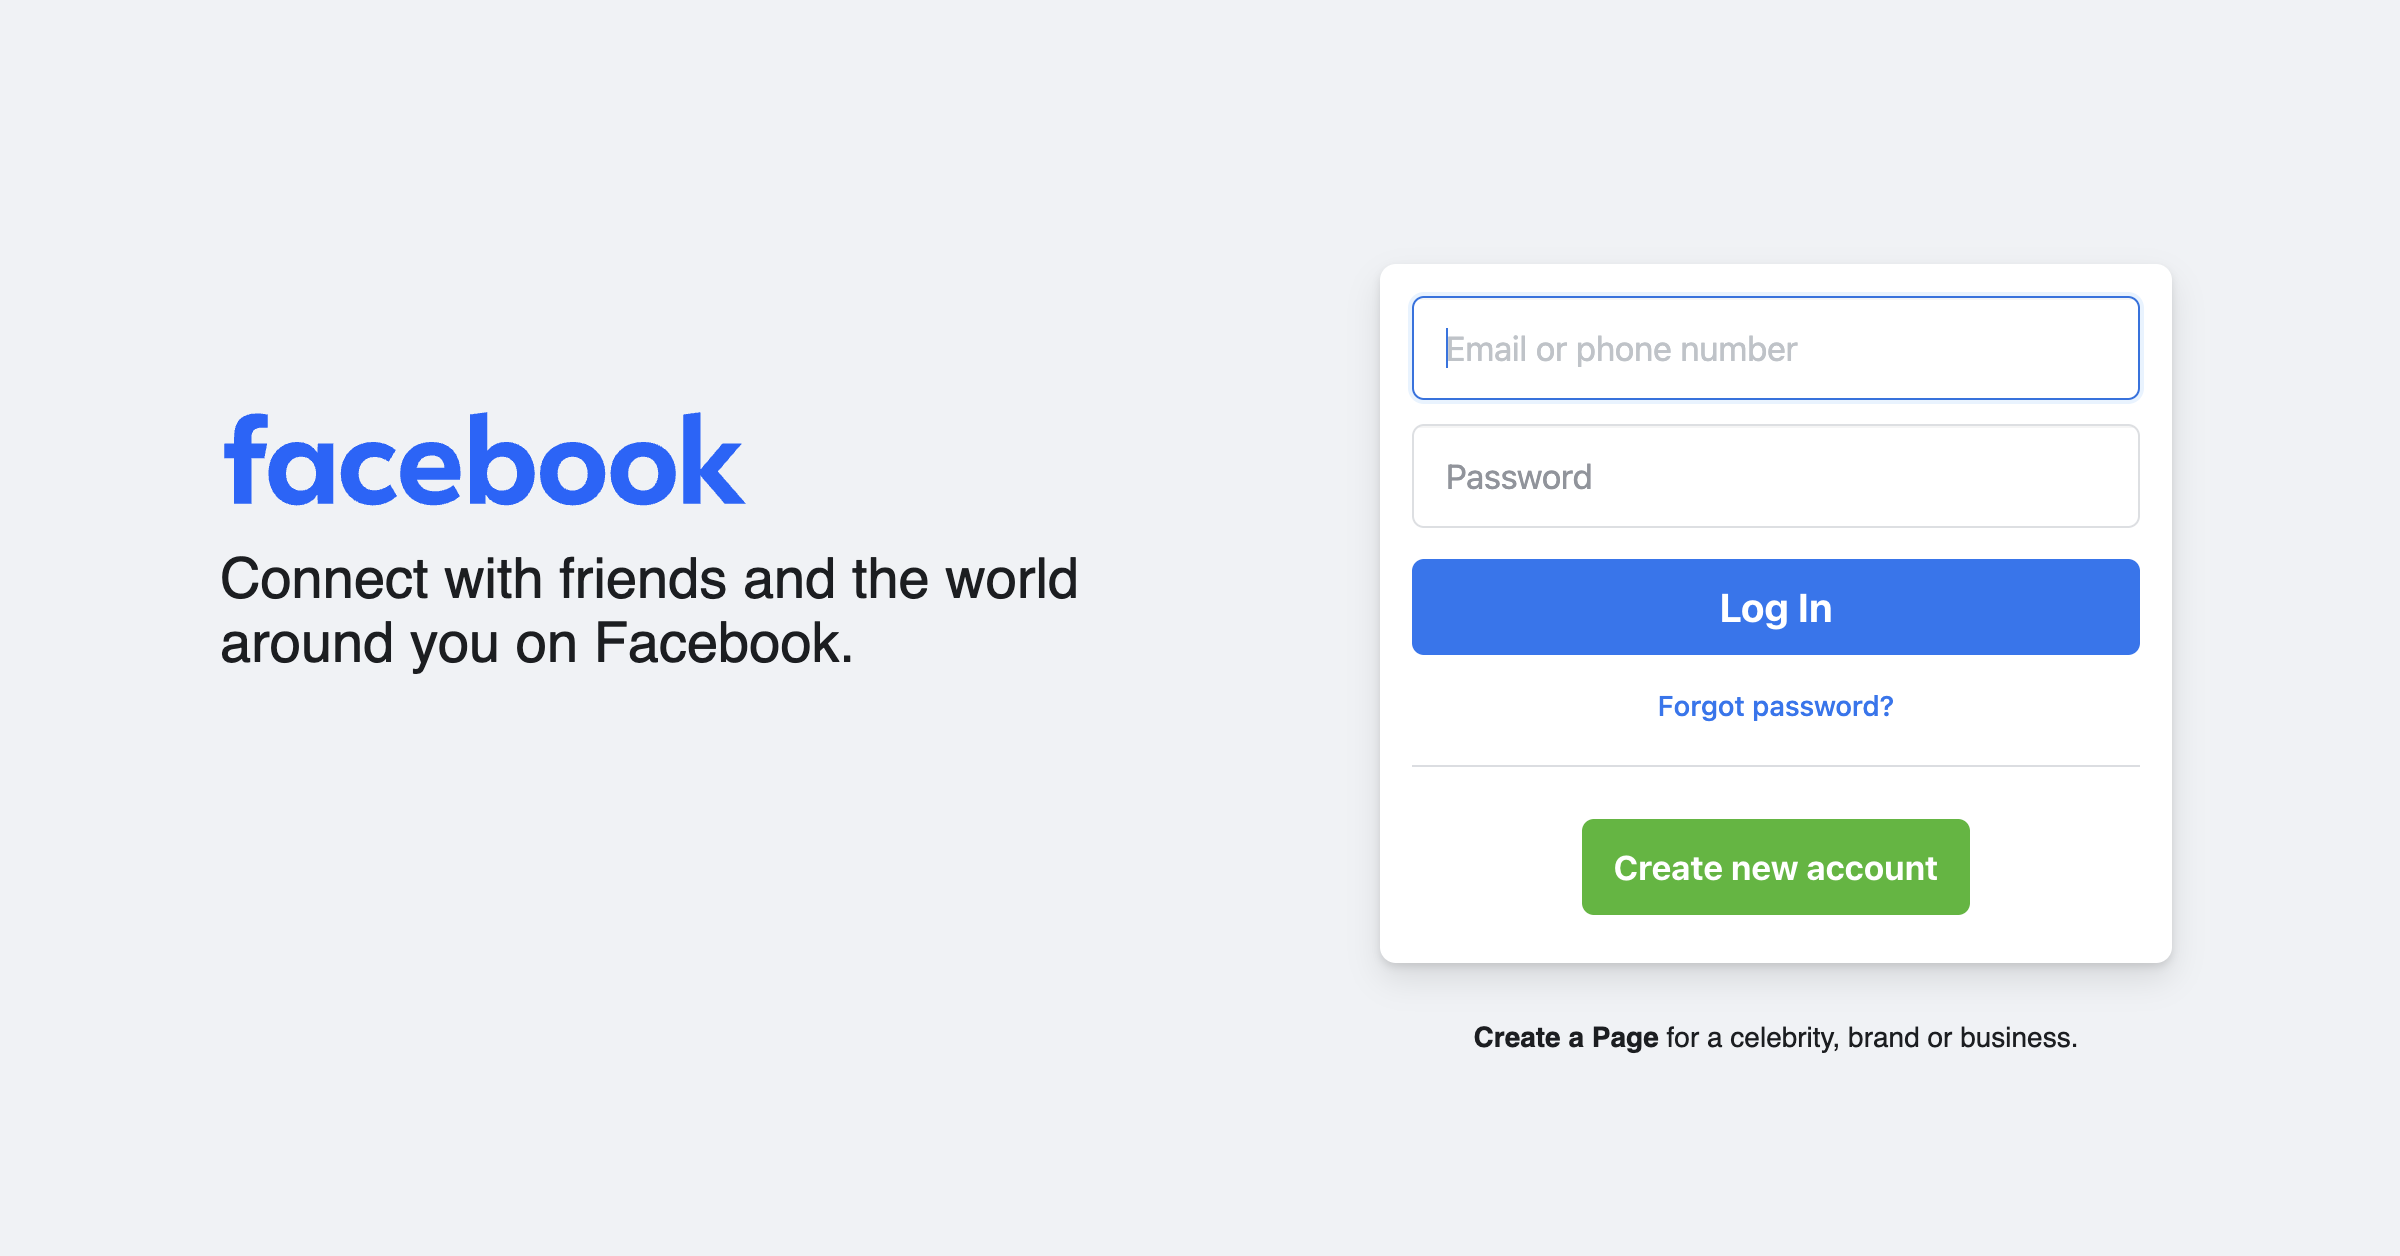 facebook
Connect with friends and the world
around you on Facebook.
Email or phone number
Password
Log In
Forgot password?
Create new account
Create a Page for a celebrity, brand or business.